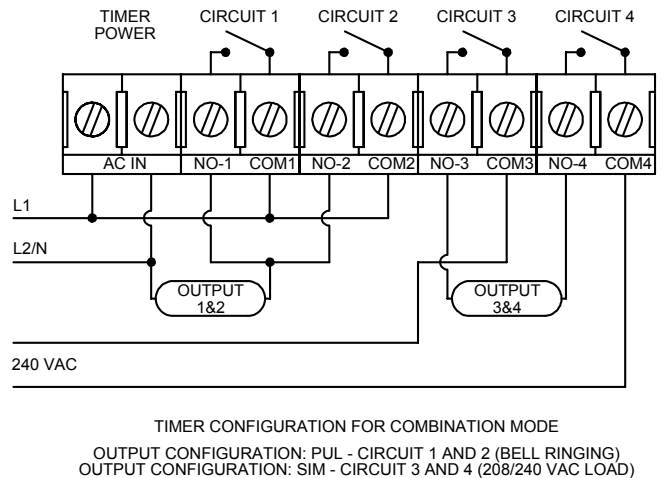 TIMER POWER
CIRCUIT 1
CIRCUIT 2
CIRCUIT 3
CIRCUIT 4
AC IN
NO-1
COM1
NO-2
COM2
NO-3
COM3
NO-4
COM4
L1
L2/N
OUTPUT
1&2
OUTPUT
3&4
240 VAC
TIMER CONFIGURATION FOR COMBINATION MODE
OUTPUT CONFIGURATION: PUL - CIRCUIT 1 AND 2 (BELL RINGING)
OUTPUT CONFIGURATION: SIM - CIRCUIT 3 AND 4 (208/240 VAC LOAD)